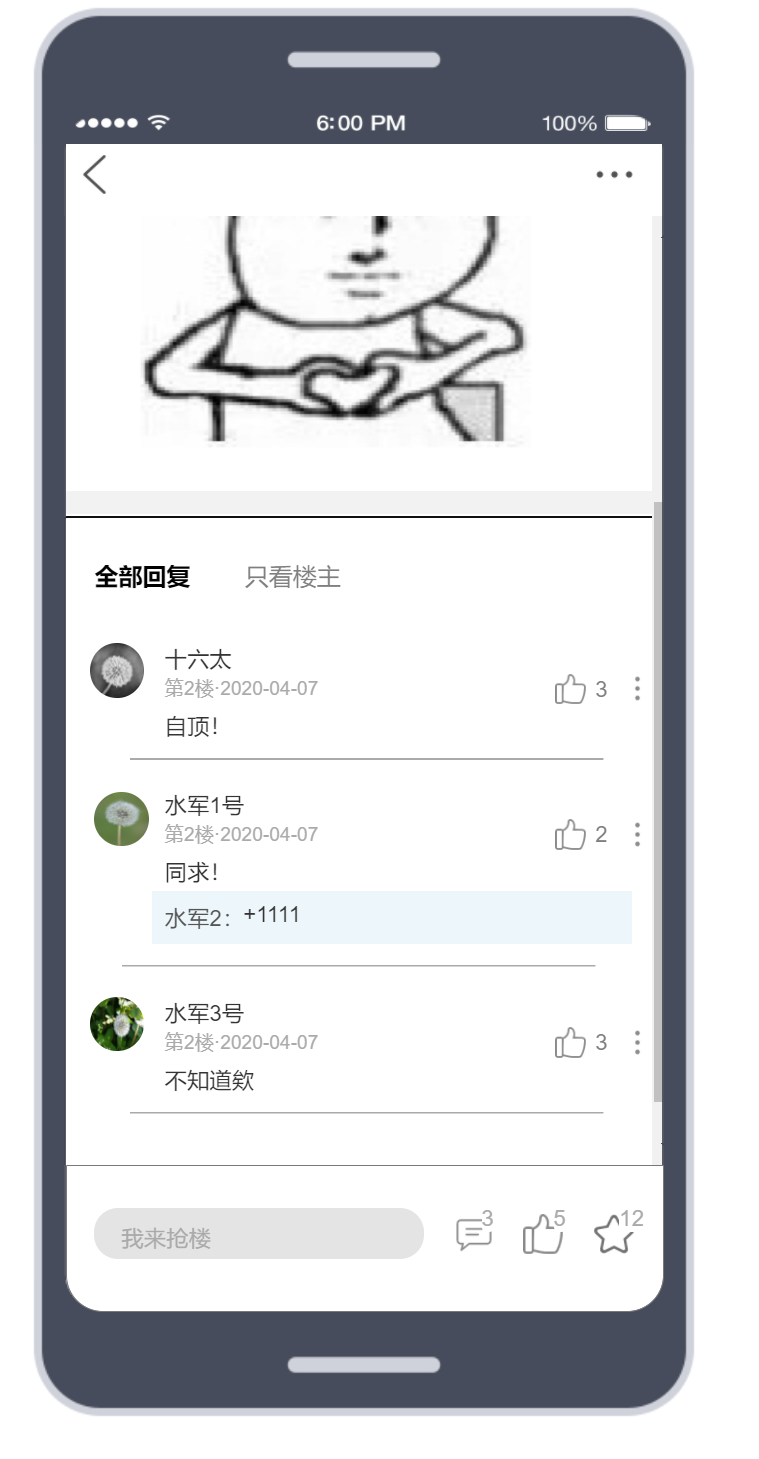 6:00 PM 100%
全部回复 只看楼主
十六太
第2楼·2020-04-07
3
自顶！
水军1号
第2楼·2020-04-07
2
同求！
水军2：+1111
水军3号
第2楼·2020-04-07
3
不知道欸
我来抢楼 3 5 12